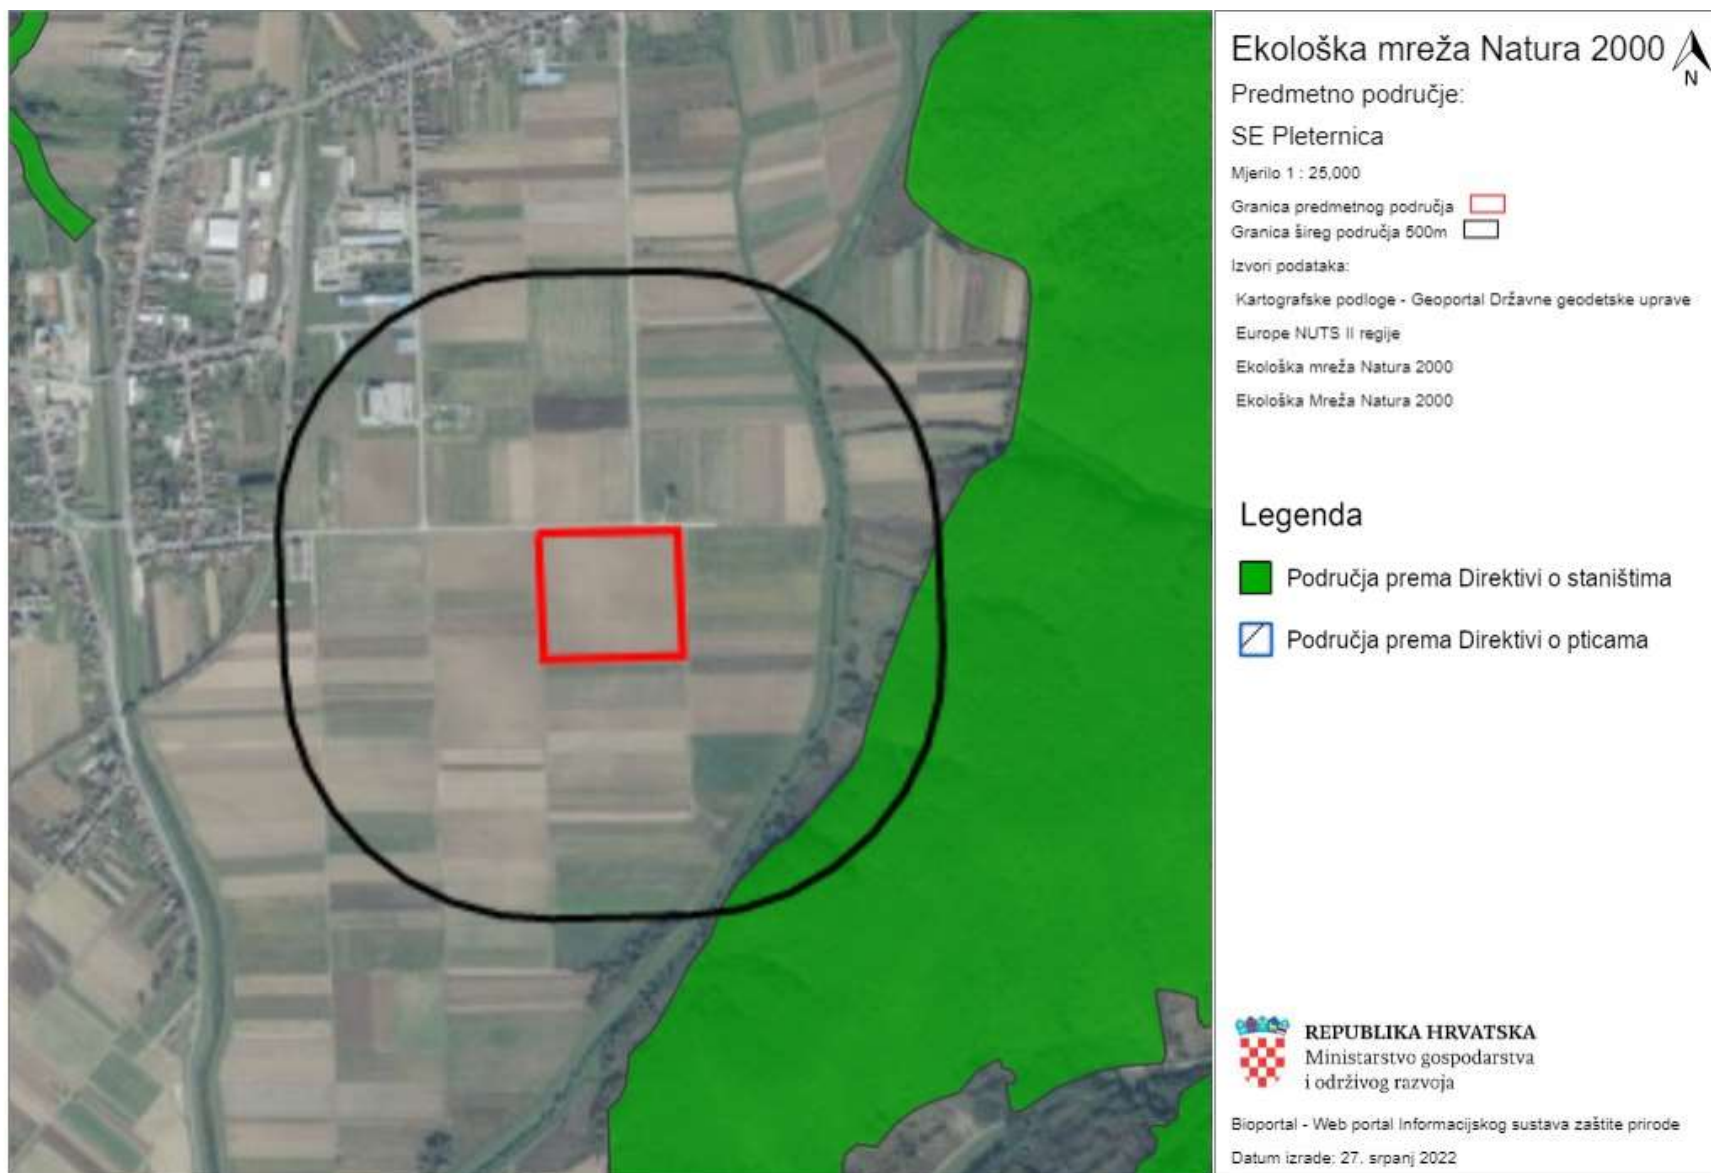 Ekološka mreža Natura 2000
N
Predmetno područje:
SE Pleternica
Mjerilo 1 : 25,000
Granica predmetnog područja
Granica šireg područja 500m
Izvori podataka:
Kartografske podloge - Geoportal Državne geodetske uprave
Europe NUTS II regije
Ekološka mreža Natura 2000
Ekološka Mreža Natura 2000
Legenda
Područja prema Direktivi o staništima
Područja prema Direktivi o pticama
REPUBLIKA HRVATSKA
Ministarstvo gospodarstva
i održivog razvoja
Bioportal - Web portal Informacijskog sustava zaštite prirode
Datum izrade: 27. srpanj 2022